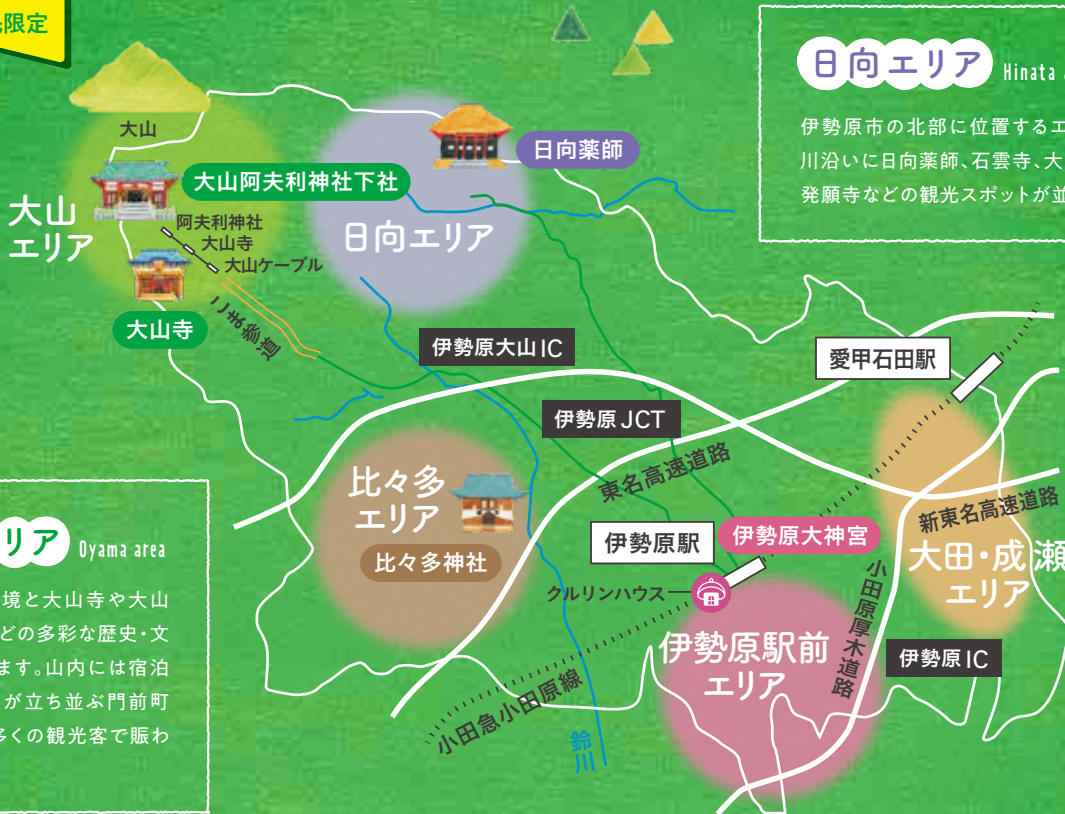 限定
日向エリア Hinata
伊勢原市の北部に位置するエ
川沿いに日向薬師、石雲寺、大
発願寺などの観光スポットが並
大山
大山阿夫利神社下社
日向薬師
大山
エリア
阿夫利神社
大山寺
大山ケーブル
日向エリア
こま参道
大山寺
伊勢原大山IC
愛甲石田駅
伊勢原JCT
東名高速道路
比々多
エリア
比々多神社
新東名高速道路
伊勢原駅
伊勢原大神宮
大田・成瀬
エリア
クルリンハウス
小田原厚木道路
伊勢原駅前
エリア
伊勢原IC
小田急小田原線
鈴川
リア Oyama area
境と大山寺や大山
どの多彩な歴史・文
ます。山内には宿泊
が立ち並ぶ門前町
多くの観光客で賑わ